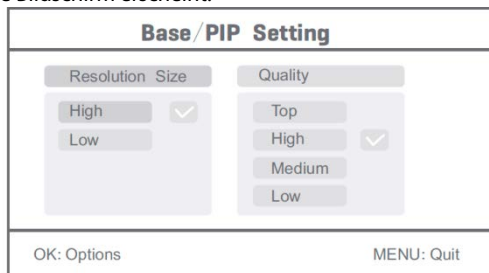 Base/PIP Setting
Resolution Size
High
Low
Quality
Top
High
Medium
Low
OK: Options
MENU: Quit